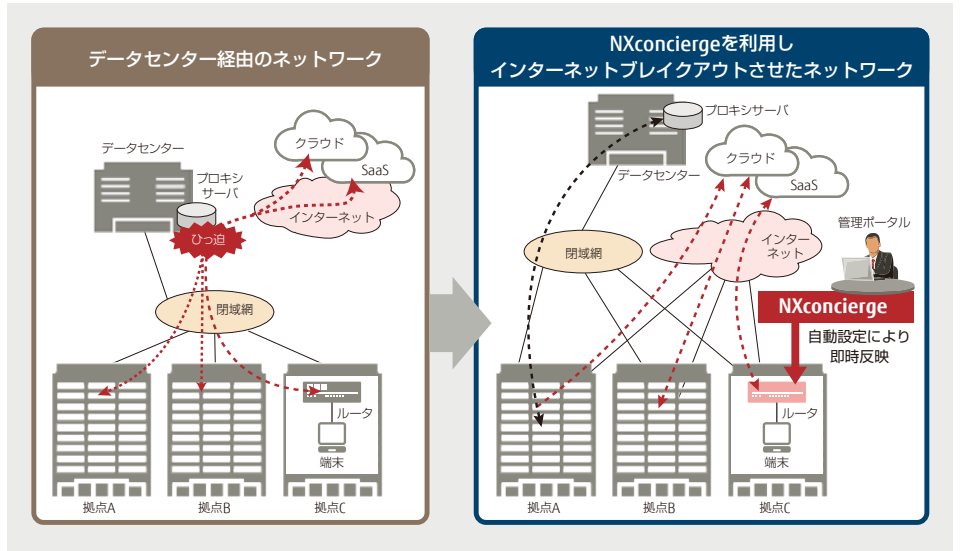 データセンター経由のネットワーク
クラウド
SaaS
データセンター
プロキシ
サーバ
インターネット
ひっ迫
閉域網
ルータ
端末
拠点A
拠点B
拠点C
NXconciergeを利用し
インターネットブレイクアウトさせたネットワーク
プロキシサーバ
データセンター
クラウド
SaaS
管理ポータル
閉域網
インター
ネット
NXconcierge
自動設定により
即時反映
ルータ
端末
拠点A
拠点B
拠点C